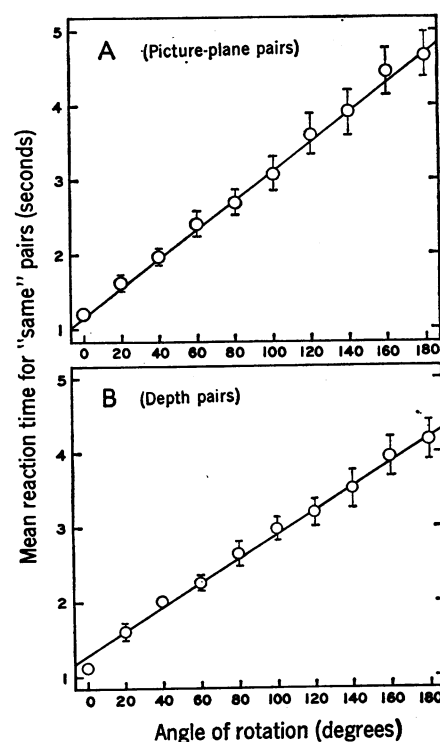 Mean reaction time for "same" pairs (seconds)
A (Picture-plane pairs)
5
4
3
2
1
0 20 40 60 80 100 120 140 160 180
B (Depth pairs)
5
4
3
2
1
0 20 40 60 80 100 120 140 160 180
Angle of rotation (degrees)